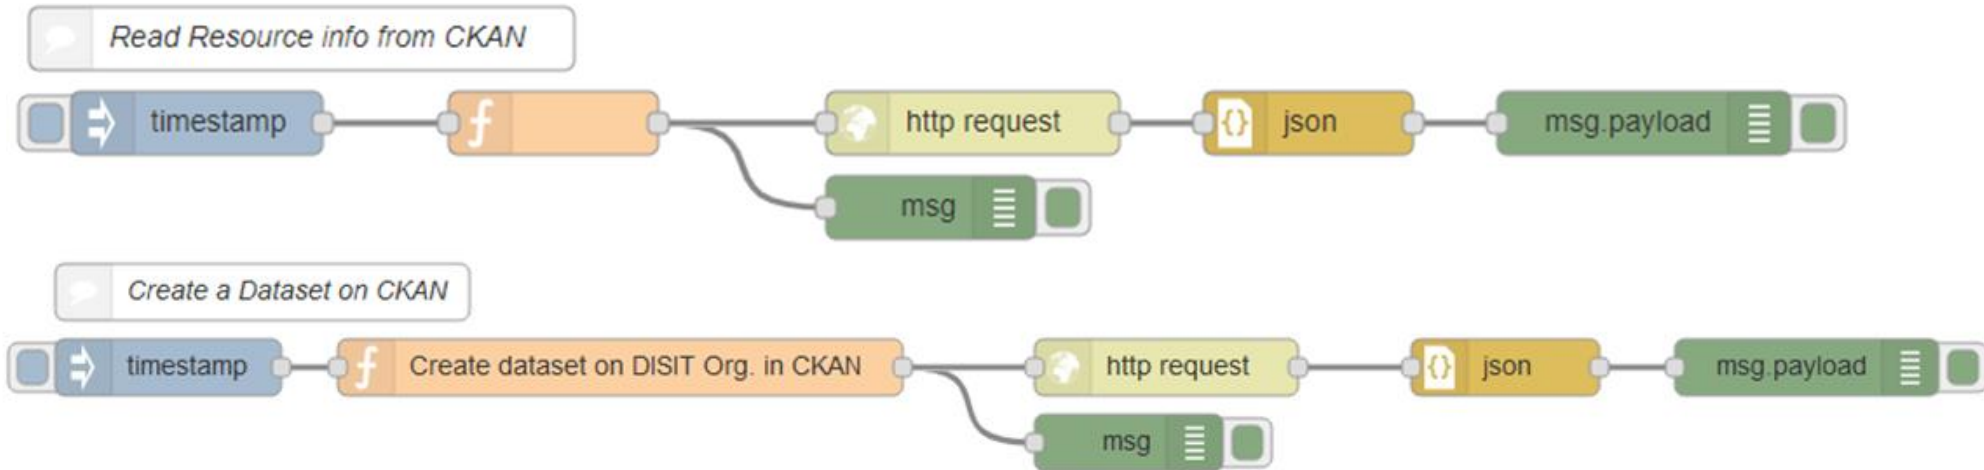 Read Resource info from CKAN
timestamp
http request
json
msg.payload
msg
Create a Dataset on CKAN
timestamp
Create dataset on DISIT Org. in CKAN
http request
json
msg.payload
msg